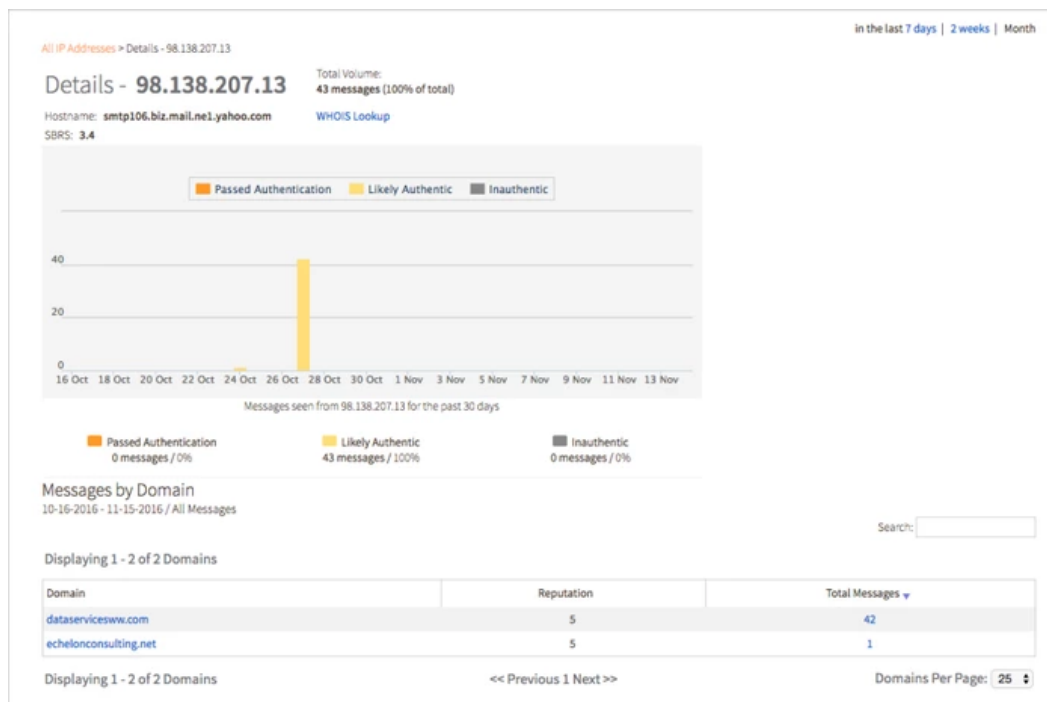 in the last 7 days | 2 weeks | Month
All IP Addresses > Details - 98.138.207.13
Details - 98.138.207.13
Total Volume:
43 messages (100% of total)
Hostname: smtp106.biz.mail.ne1.yahoo.com
WHOIS Lookup
SBRS: 3.4
Passed Authentication Likely Authentic Inauthentic
40
20
0
16 Oct 18 Oct 20 Oct 22 Oct 24 Oct 26 Oct 28 Oct 30 Oct 1 Nov 3 Nov 5 Nov 7 Nov 9 Nov 11 Nov 13 Nov
Messages seen from 98.138.207.13 for the past 30 days
Passed Authentication Likely Authentic Inauthentic
0 messages / 0% 43 messages / 100% 0 messages / 0%
Messages by Domain
10-16-2016 - 11-15-2016 / All Messages
Search:
Displaying 1 - 2 of 2 Domains
Domain Reputation Total Messages
dataservicesww.com 5 42
echelonconsulting.net 5 1
Displaying 1 - 2 of 2 Domains << Previous 1 Next >> Domains Per Page: 25